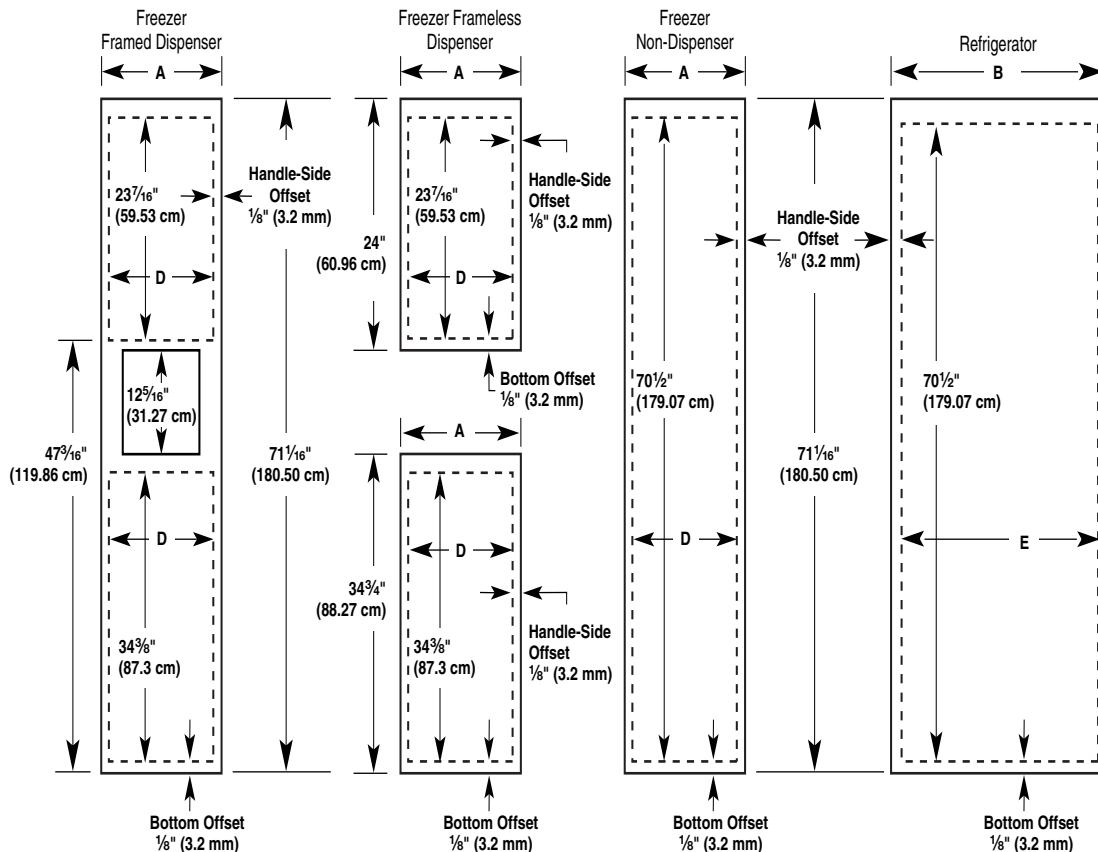 Freezer
Framed Dispenser
Freezer Frameless
Dispenser
Freezer
Non-Dispenser
Refrigerator
A
A
A
B
23⁷⁄₁₆"
(59.53 cm)
Handle-Side
Offset
⅛" (3.2 mm)
D
12⁵⁄₁₆"
(31.27 cm)
47³⁄₁₆"
(119.86 cm)
71¹⁄₁₆"
(180.50 cm)
D
34⅜"
(87.3 cm)
Bottom Offset
⅛" (3.2 mm)
23⁷⁄₁₆"
(59.53 cm)
Handle-Side
Offset
⅛" (3.2 mm)
24"
(60.96 cm)
D
Bottom Offset
⅛" (3.2 mm)
A
D
34¾"
(88.27 cm)
Handle-Side
Offset
⅛" (3.2 mm)
34⅜"
(87.3 cm)
Bottom Offset
⅛" (3.2 mm)
Handle-Side
Offset
⅛" (3.2 mm)
70½"
(179.07 cm)
71¹⁄₁₆"
(180.50 cm)
D
Bottom Offset
⅛" (3.2 mm)
70½"
(179.07 cm)
E
Bottom Offset
⅛" (3.2 mm)